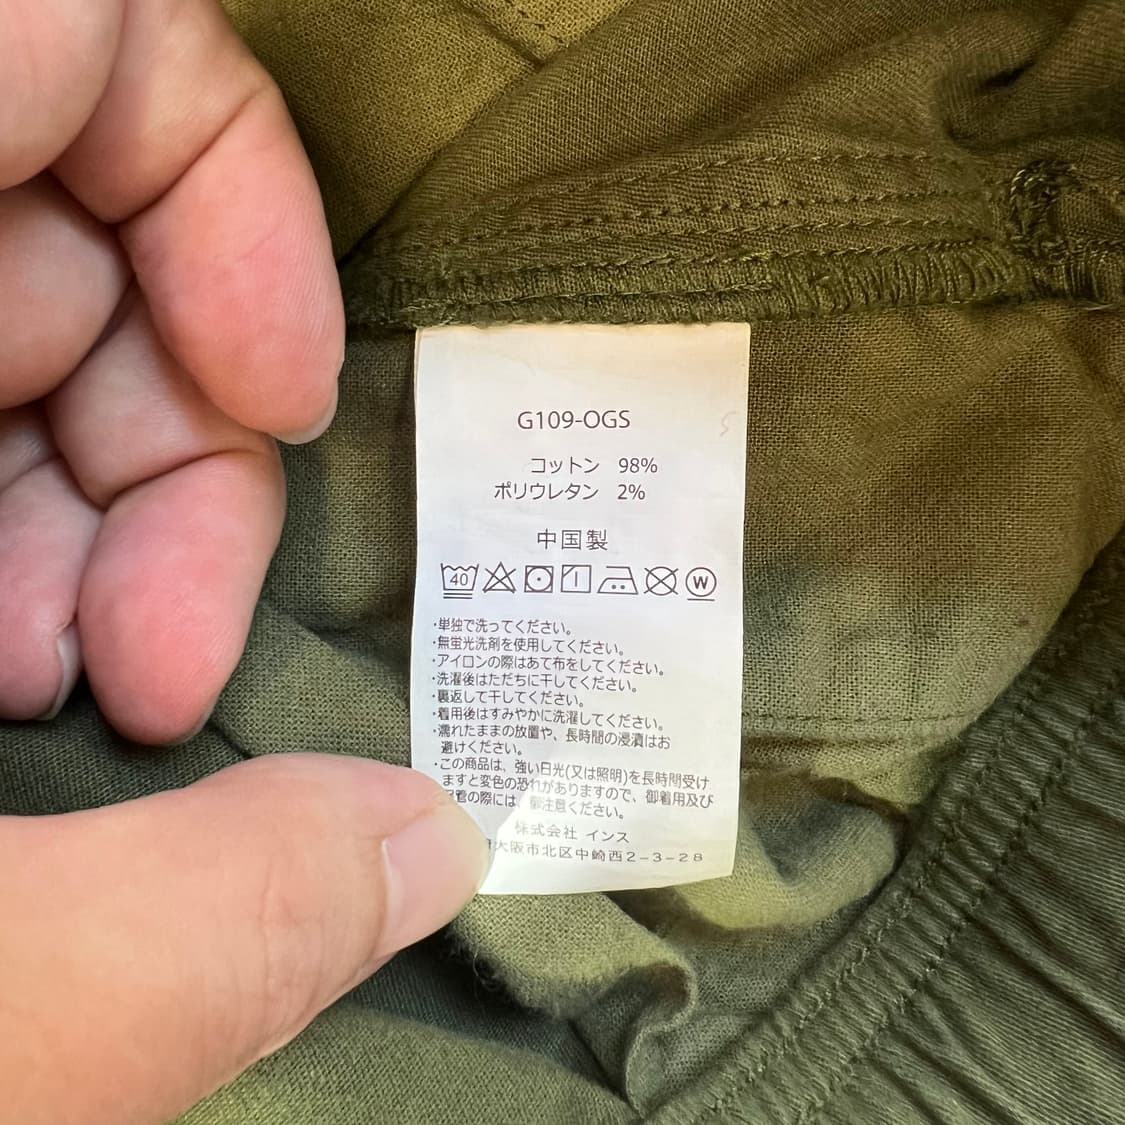 G109-OGS
コットン 98%
ポリウレタン 2%
中国製
40 W
・単独で洗ってください。
・無蛍光洗剤を使用してください。
・アイロンの際はあて布をしてください。
・洗濯後はただちに干してください。
・裏返して干してください。
・着用後はすみやかに洗濯してください。
・濡れたままの放置や、長時間の浸漬はお
避けください。
・この商品は、強い日光(又は照明)を長時間受け
ますと変色の恐れがありますので、御着用及び
管の際には、御注意ください。
株式会社 インス
大阪市北区中崎西2-3-28